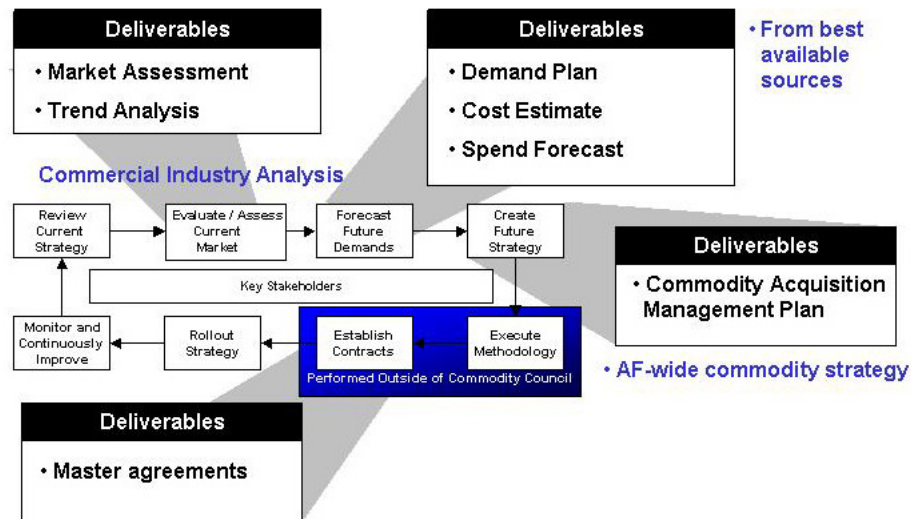 Deliverables
• Market Assessment
• Trend Analysis
Deliverables
• Demand Plan
• Cost Estimate
• Spend Forecast
• From best
available
sources
Commercial Industry Analysis
Review
Current
Strategy
Evaluate / Assess
Current
Market
Forecast
Future
Demands
Create
Future
Strategy
Deliverables
• Commodity Acquisition
Management Plan
• AF-wide commodity strategy
Key Stakeholders
Monitor and
Continuously
Improve
Rollout
Strategy
Establish
Contracts
Execute
Methodology
Performed Outside of Commodity Council
Deliverables
• Master agreements